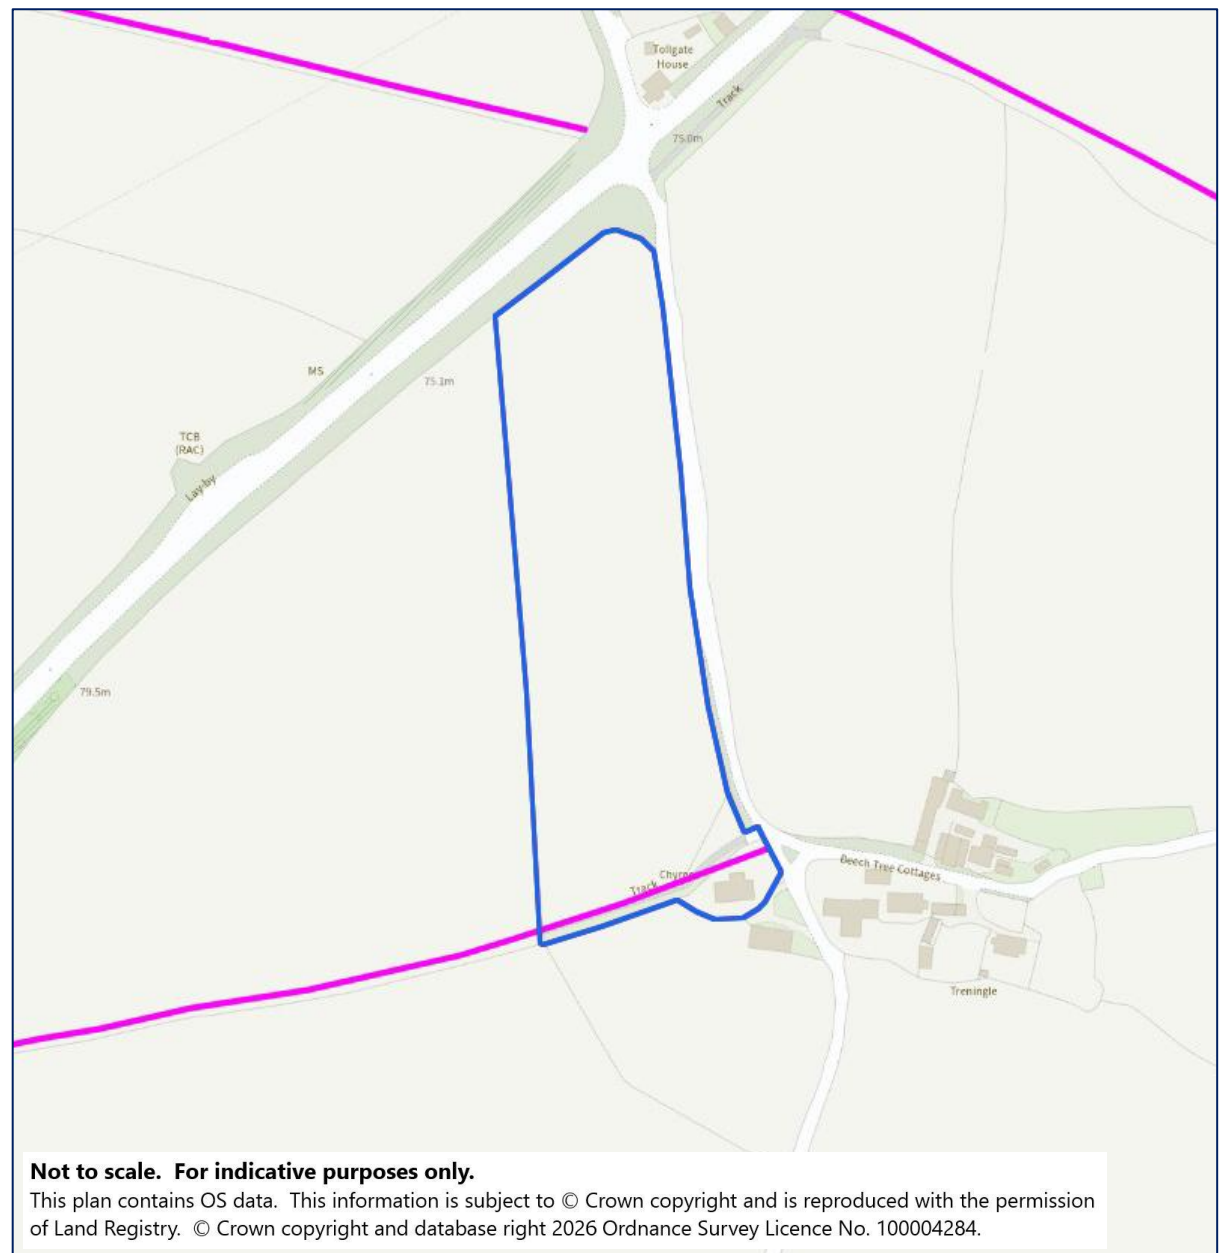 Tollgate
House
Track
75.0m
MS
75.1m
TCB
(RAC)
Lay-by
79.5m
Beech Tree Cottages
Track
Treningle
Not to scale. For indicative purposes only.
This plan contains OS data. This information is subject to © Crown copyright and is reproduced with the permission
of Land Registry. © Crown copyright and database right 2026 Ordnance Survey Licence No. 100004284.